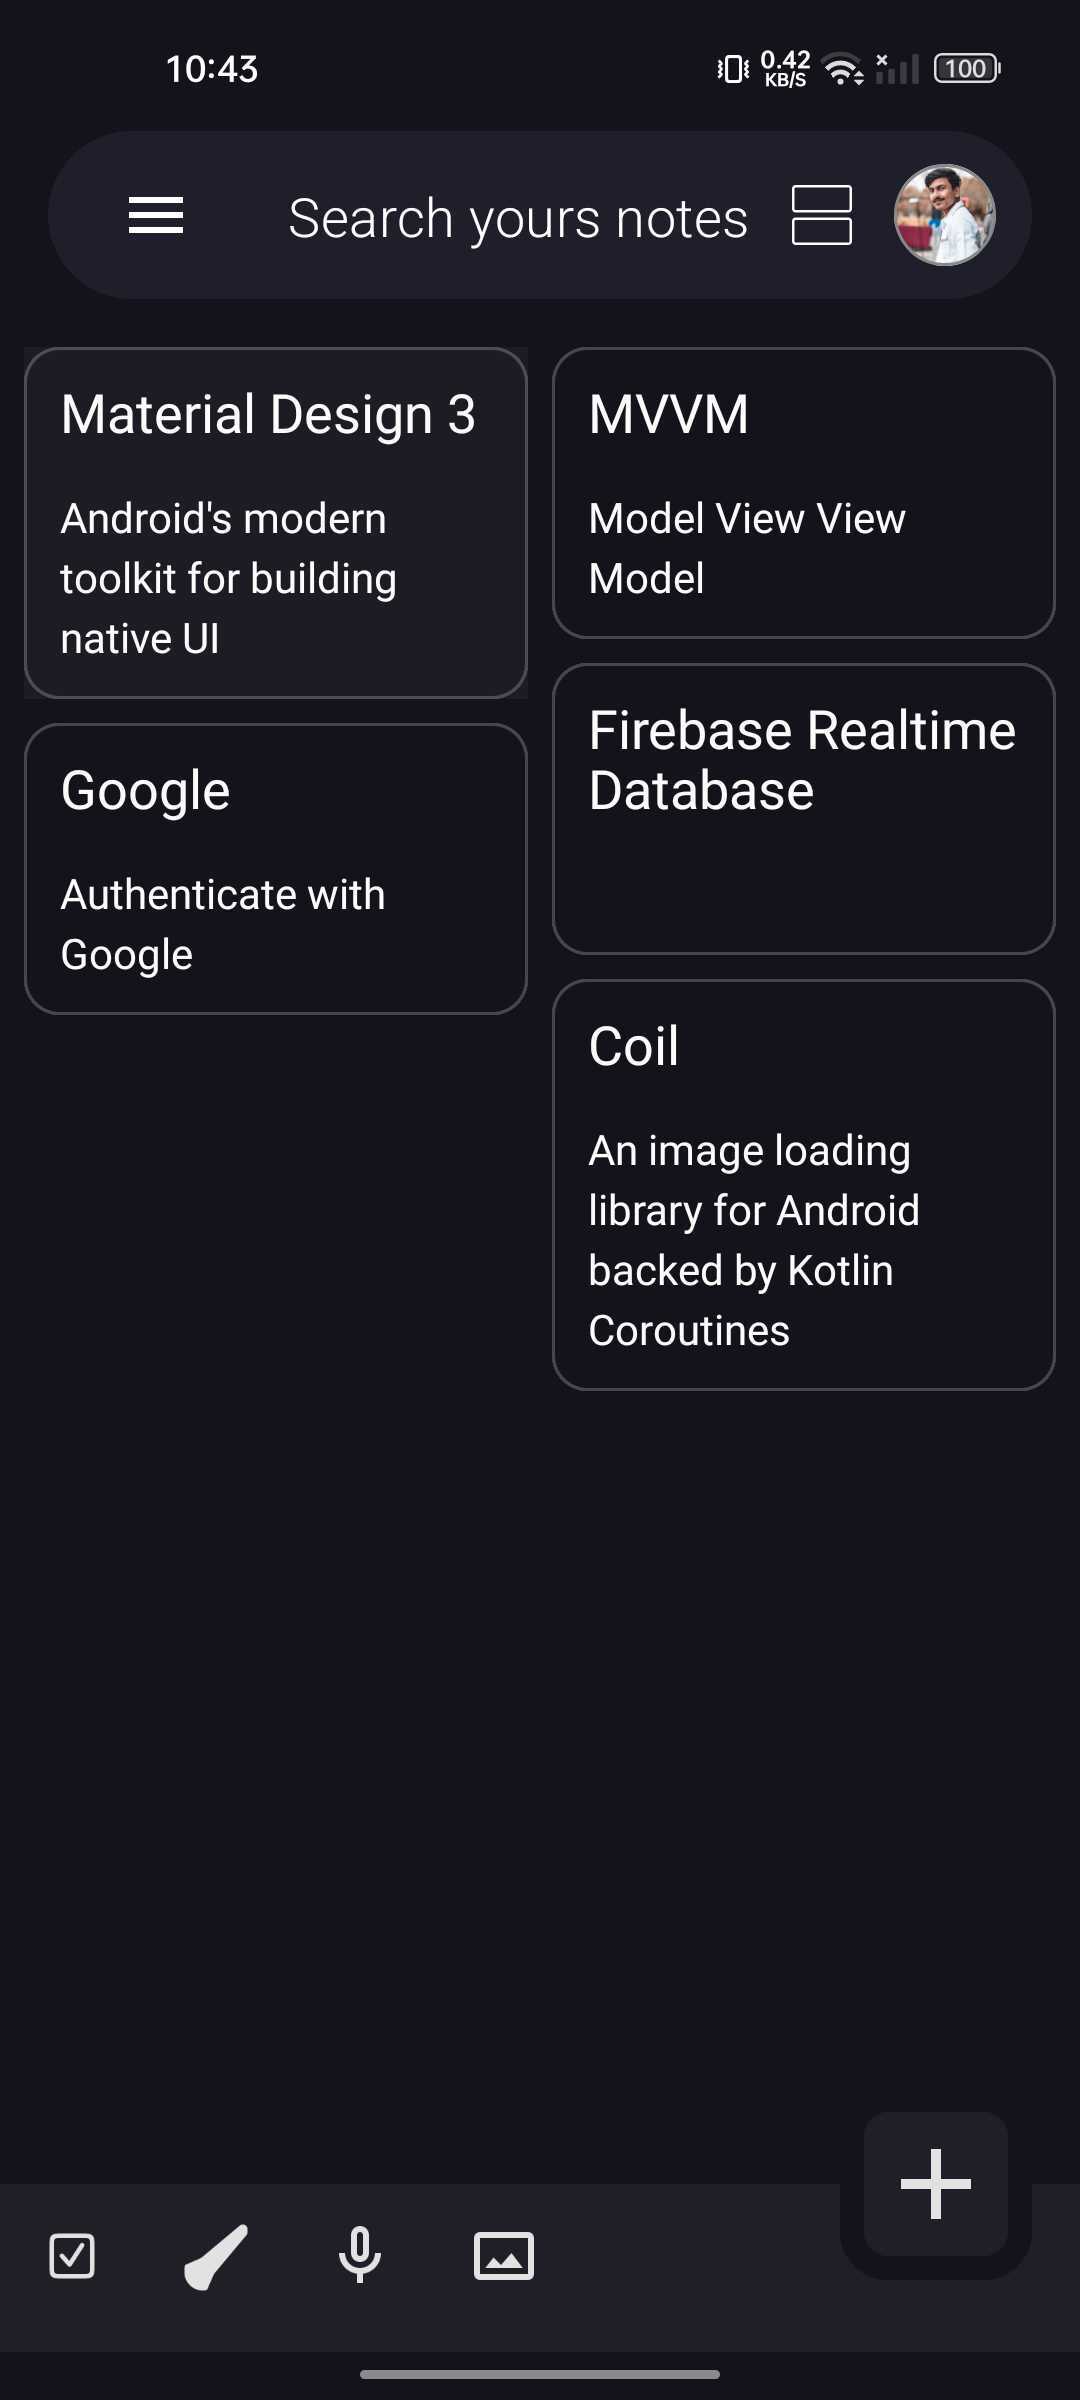 10:43
0.42
KB/S
100
Search yours notes
Material Design 3
Android's modern
toolkit for building
native UI
MVVM
Model View View
Model
Google
Authenticate with
Google
Firebase Realtime
Database
Coil
An image loading
library for Android
backed by Kotlin
Coroutines